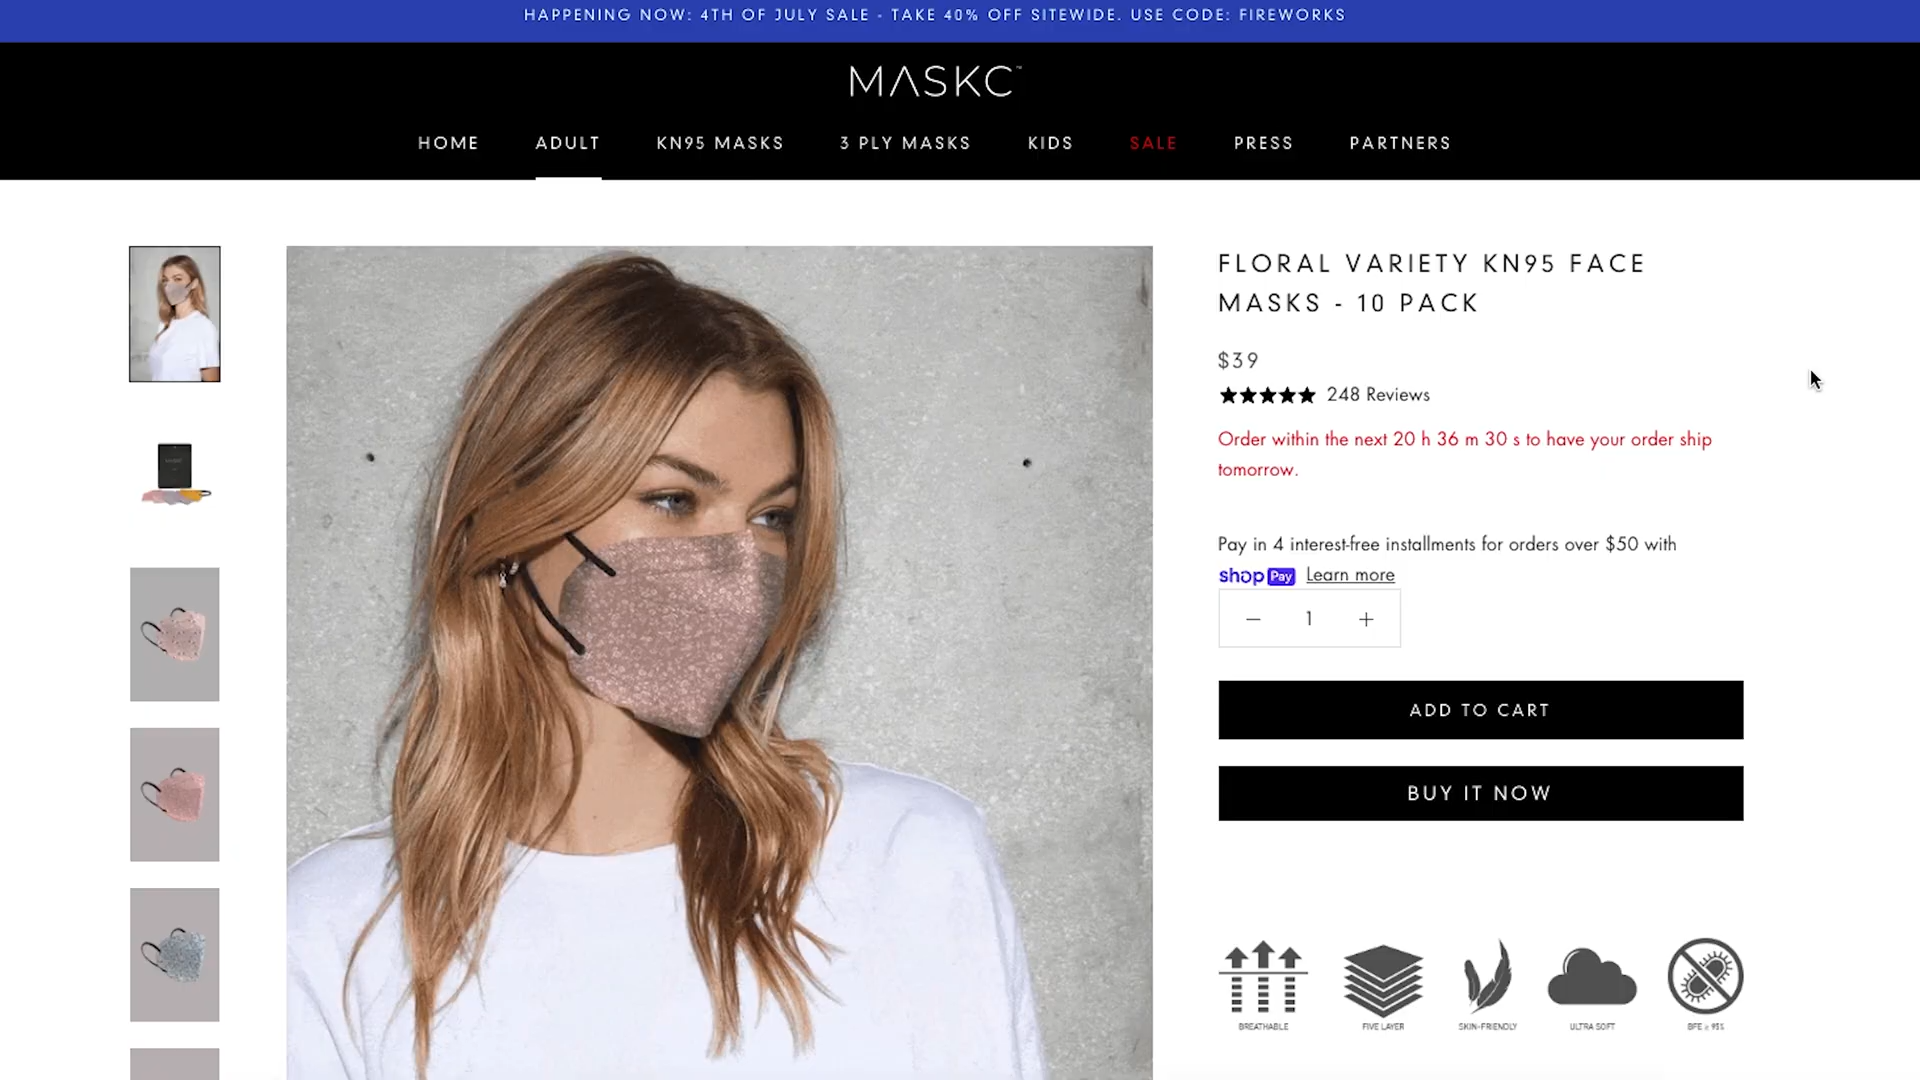 HAPPENING NOW: 4TH OF JULY SALE - TAKE 40% OFF SITEWIDE. USE CODE: FIREWORKS
MASKC™
HOME ADULT KN95 MASKS 3 PLY MASKS KIDS SALE PRESS PARTNERS
FLORAL VARIETY KN95 FACE
MASKS - 10 PACK
$39
248 Reviews
Order within the next 20 h 36 m 30 s to have your order ship
tomorrow.
Pay in 4 interest-free installments for orders over $50 with
shop Pay Learn more
1
ADD TO CART
BUY IT NOW
BREATHABLE FIVE LAYER SKIN-FRIENDLY ULTRA SOFT BFE ≥ 95%